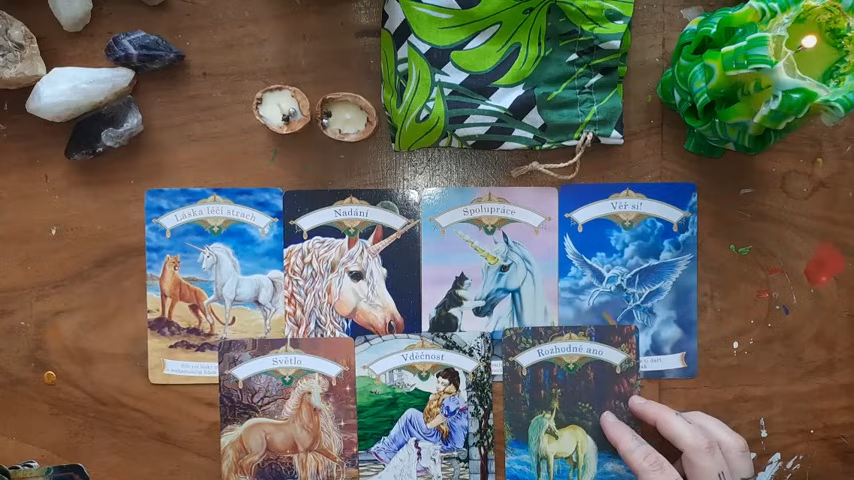 Láska léčí strach
Nadání
Spolupráce
Věř si!
Světlo
Vděčnost
Rozhodné ano